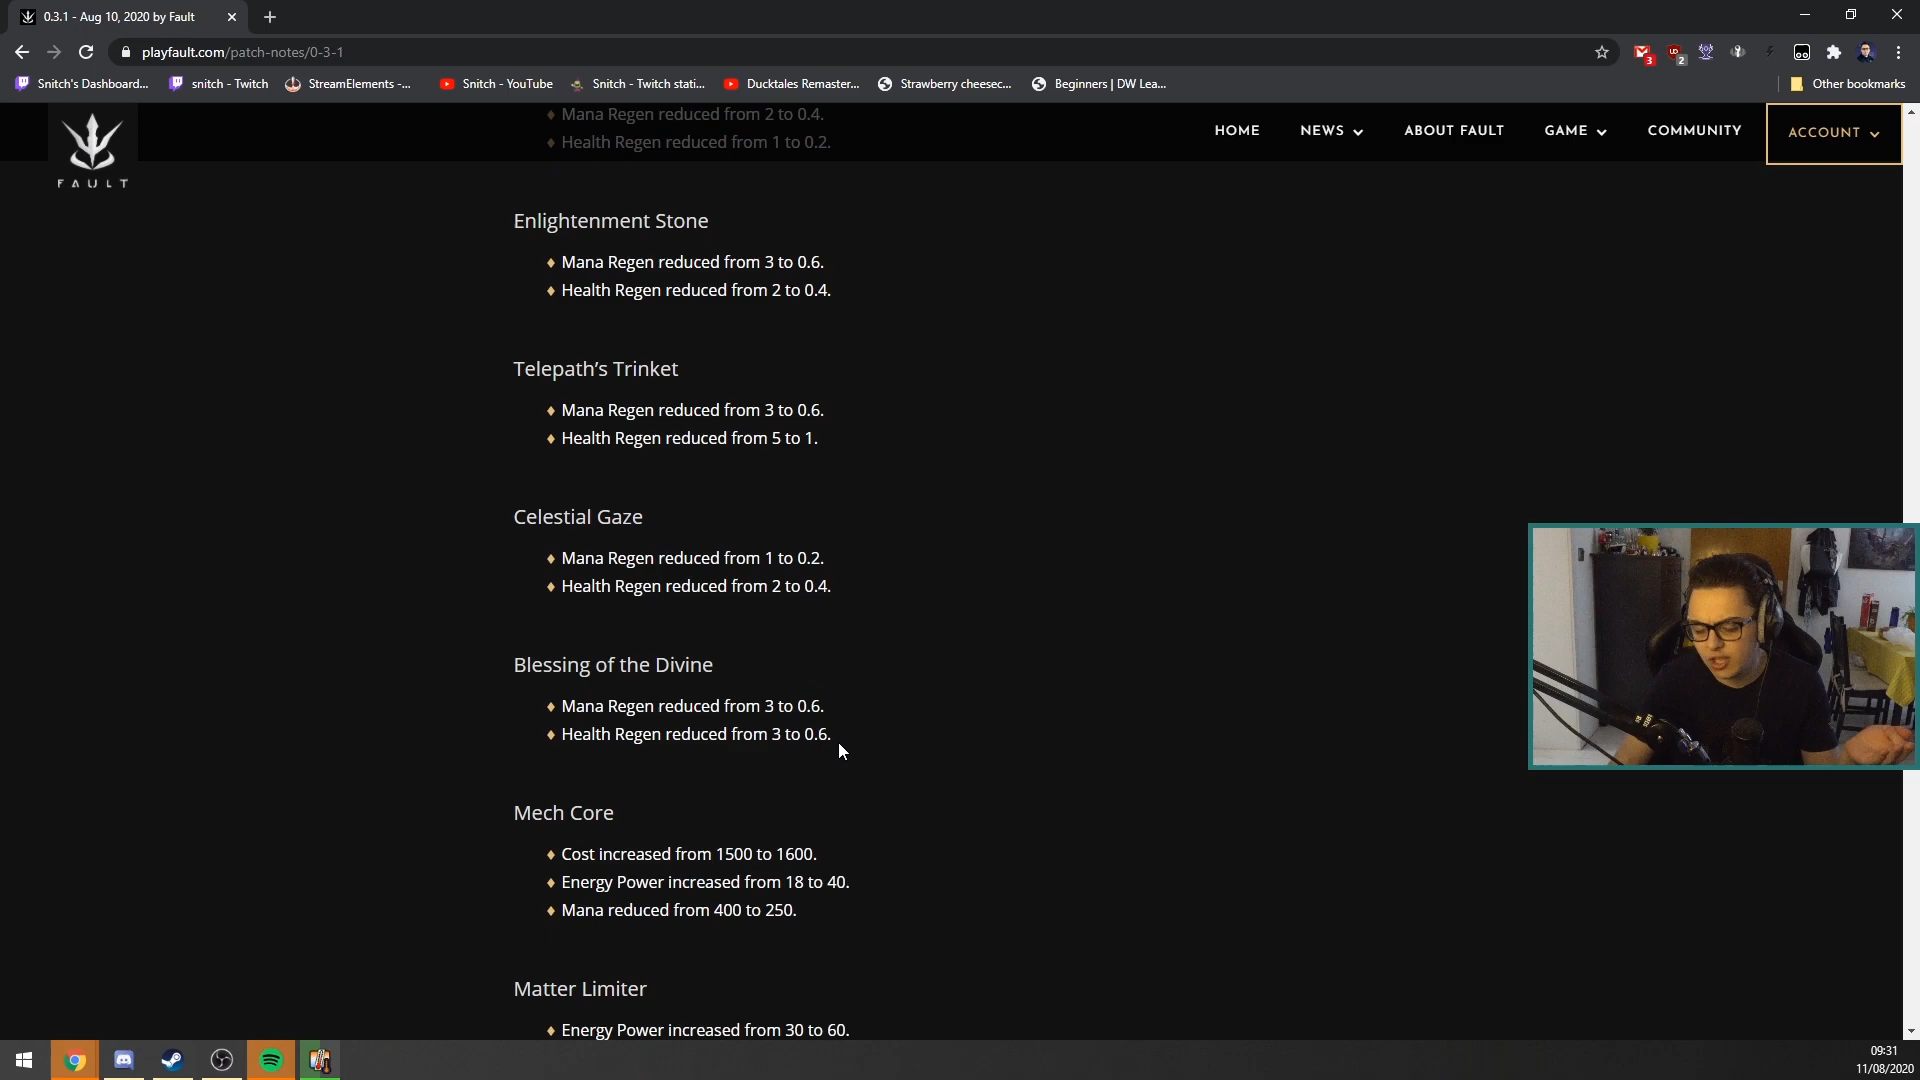 0.3.1 - Aug 10, 2020 by Fault
playfault.com/patch-notes/0-3-1
3
2
Snitch's Dashboard...
snitch - Twitch
StreamElements -...
Snitch - YouTube
Snitch - Twitch stati...
Ducktales Remaster...
Strawberry cheesec...
Beginners | DW Lea...
Other bookmarks
FAULT
HOME
NEWS
ABOUT FAULT
GAME
COMMUNITY
ACCOUNT
Mana Regen reduced from 2 to 0.4.
Health Regen reduced from 1 to 0.2.
Enlightenment Stone
Mana Regen reduced from 3 to 0.6.
Health Regen reduced from 2 to 0.4.
Telepath’s Trinket
Mana Regen reduced from 3 to 0.6.
Health Regen reduced from 5 to 1.
Celestial Gaze
Mana Regen reduced from 1 to 0.2.
Health Regen reduced from 2 to 0.4.
Blessing of the Divine
Mana Regen reduced from 3 to 0.6.
Health Regen reduced from 3 to 0.6.
Mech Core
Cost increased from 1500 to 1600.
Energy Power increased from 18 to 40.
Mana reduced from 400 to 250.
Matter Limiter
Energy Power increased from 30 to 60.
09:31
11/08/2020